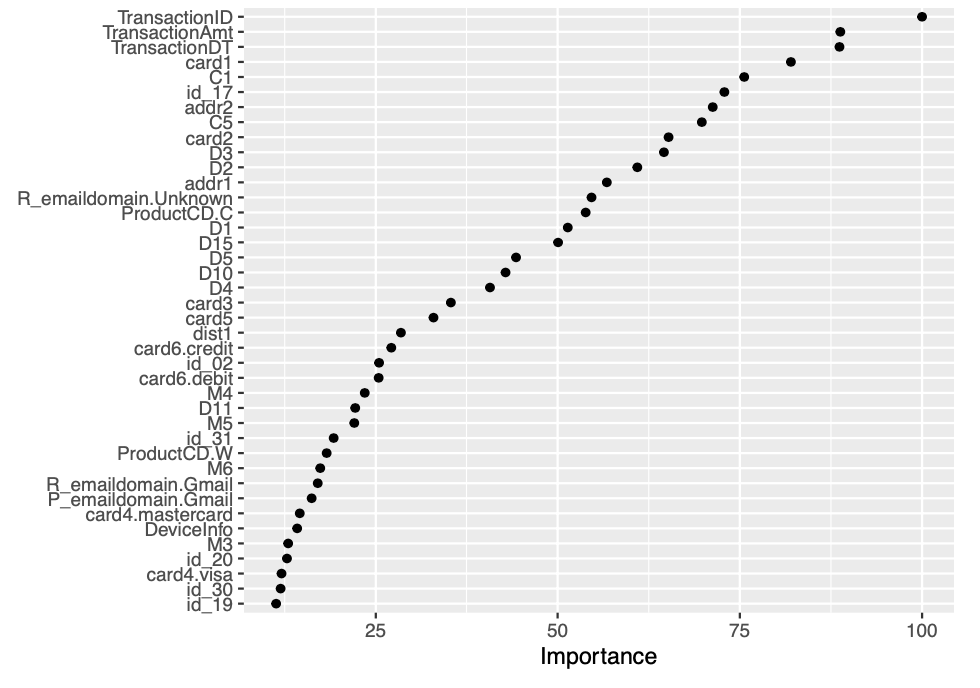 TransactionID
TransactionAmt
TransactionDT
card1
C1
id_17
addr2
C5
card2
D3
D2
addr1
R_emaildomain.Unknown
ProductCD.C
D1
D15
D5
D10
D4
card3
card5
dist1
card6.credit
id_02
card6.debit
M4
D11
M5
id_31
ProductCD.W
M6
R_emaildomain.Gmail
P_emaildomain.Gmail
card4.mastercard
DeviceInfo
M3
id_20
card4.visa
id_30
id_19
25 50 75 100
Importance